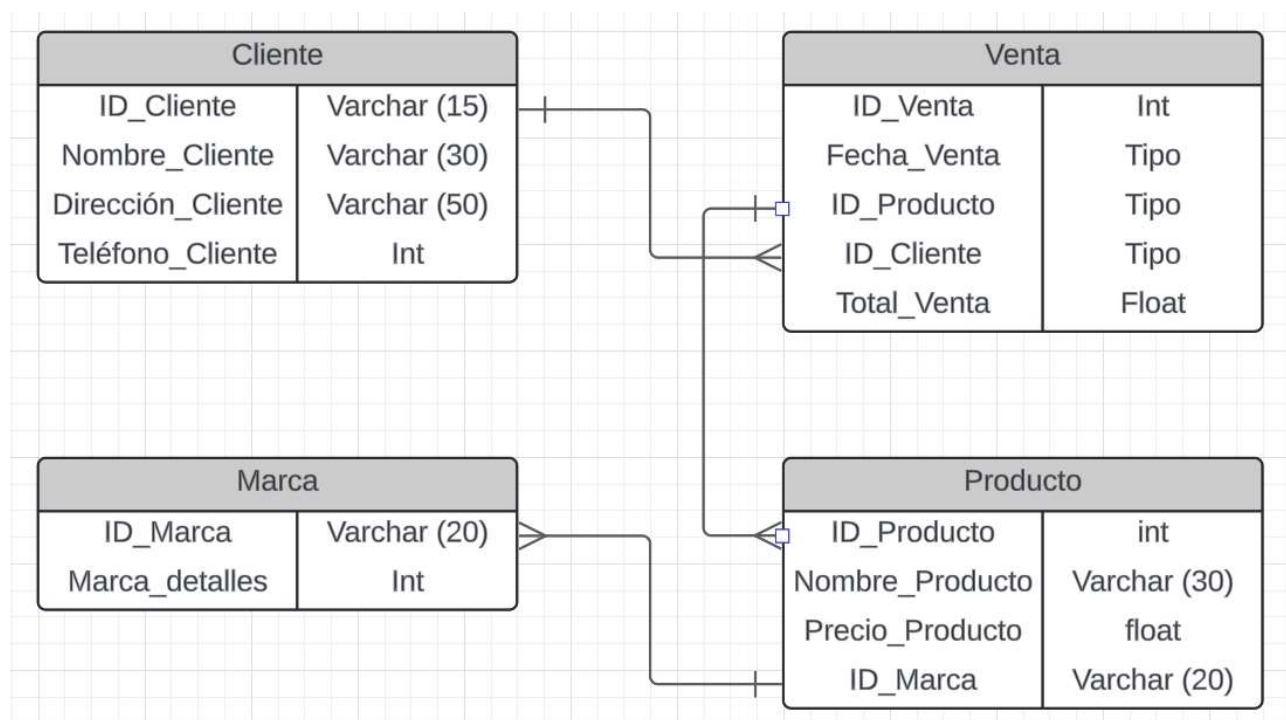 Cliente
ID_Cliente Varchar (15)
Nombre_Cliente Varchar (30)
Dirección_Cliente Varchar (50)
Teléfono_Cliente Int
Venta
ID_Venta Int
Fecha_Venta Tipo
ID_Producto Tipo
ID_Cliente Tipo
Total_Venta Float
Marca
ID_Marca Varchar (20)
Marca_detalles Int
Producto
ID_Producto int
Nombre_Producto Varchar (30)
Precio_Producto float
ID_Marca Varchar (20)